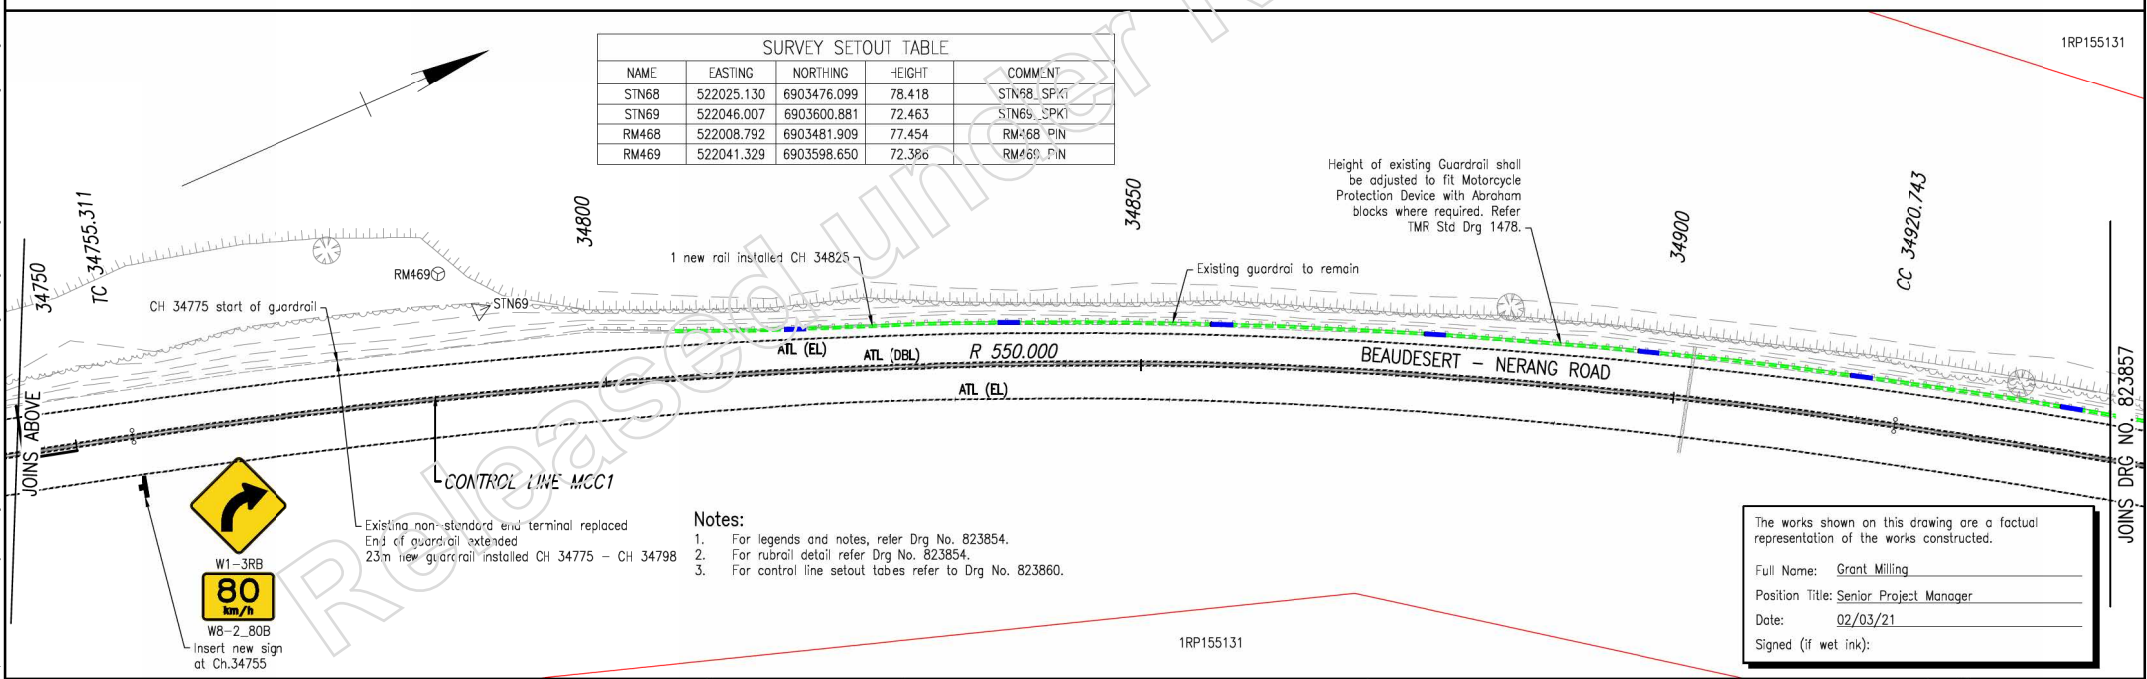 1RP155131
SURVEY SETOUT TABLE
NAME EASTING NORTHING HEIGHT COMMENT
STN68 522025.130 6903476.099 78.418 STN68_SPKT
STN69 522046.007 6903600.881 72.463 STN69_SPKT
RM468 522008.792 6903481.909 77.454 RM468_PIN
RM469 522041.329 6903598.650 72.386 RM469_PIN
Height of existing Guardrail shall
be adjusted to fit Motorcycle
Protection Device with Abraham
blocks where required. Refer
TMR Std Drg 1478.
34750
TC 34755.311
34800
34850
34900
CC 34920.743
RM469
STN69
CH 34775 start of guardrail
1 new rail installed CH 34825
Existing guardrai to remain
ATL (EL)
ATL (DBL)
R 550.000
BEAUDESERT – NERANG ROAD
ATL (EL)
JOINS ABOVE
JOINS DRG NO. 823857
CONTROL LINE MCC1
Existing non-standard end terminal replaced
End of guardrail extended
23m new guardrail installed CH 34775 – CH 34798
W1-3RB
80
km/h
W8-2_80B
Insert new sign
at Ch.34755
Notes:
1. For legends and notes, refer Drg No. 823854.
2. For rubrail detail refer Drg No. 823854.
3. For control line setout tables refer to Drg No. 823860.
1RP155131
The works shown on this drawing are a factual
representation of the works constructed.
Full Name: Grant Milling
Position Title: Senior Project Manager
Date: 02/03/21
Signed (if wet ink):
Released under